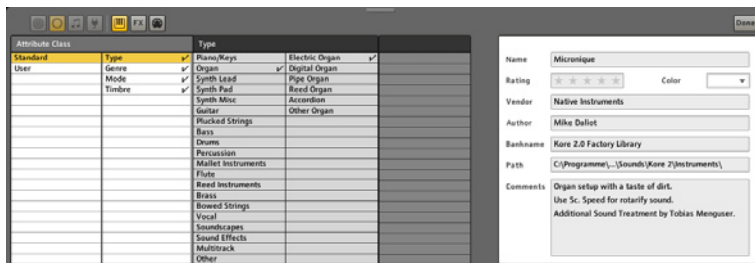 FX
Done
Attribute Class
Type
Standard
User
Type
Genre
Mode
Timbre
Piano/Keys
Organ
Synth Lead
Synth Pad
Synth Misc
Guitar
Plucked Strings
Bass
Drums
Percussion
Mallet Instruments
Flute
Reed Instruments
Brass
Bowed Strings
Vocal
Soundscapes
Sound Effects
Multitrack
Other
Electric Organ
Digital Organ
Pipe Organ
Reed Organ
Accordion
Other Organ
Name Micronique
Rating Color
Vendor Native Instruments
Author Mike Daliot
Bankname Kore 2.0 Factory Library
Path C:\Programme\...\Sounds\Kore 2\Instruments\
Comments Organ setup with a taste of dirt.
Use Sc. Speed for rotarify sound.
Additional Sound Treatment by Tobias Menguser.